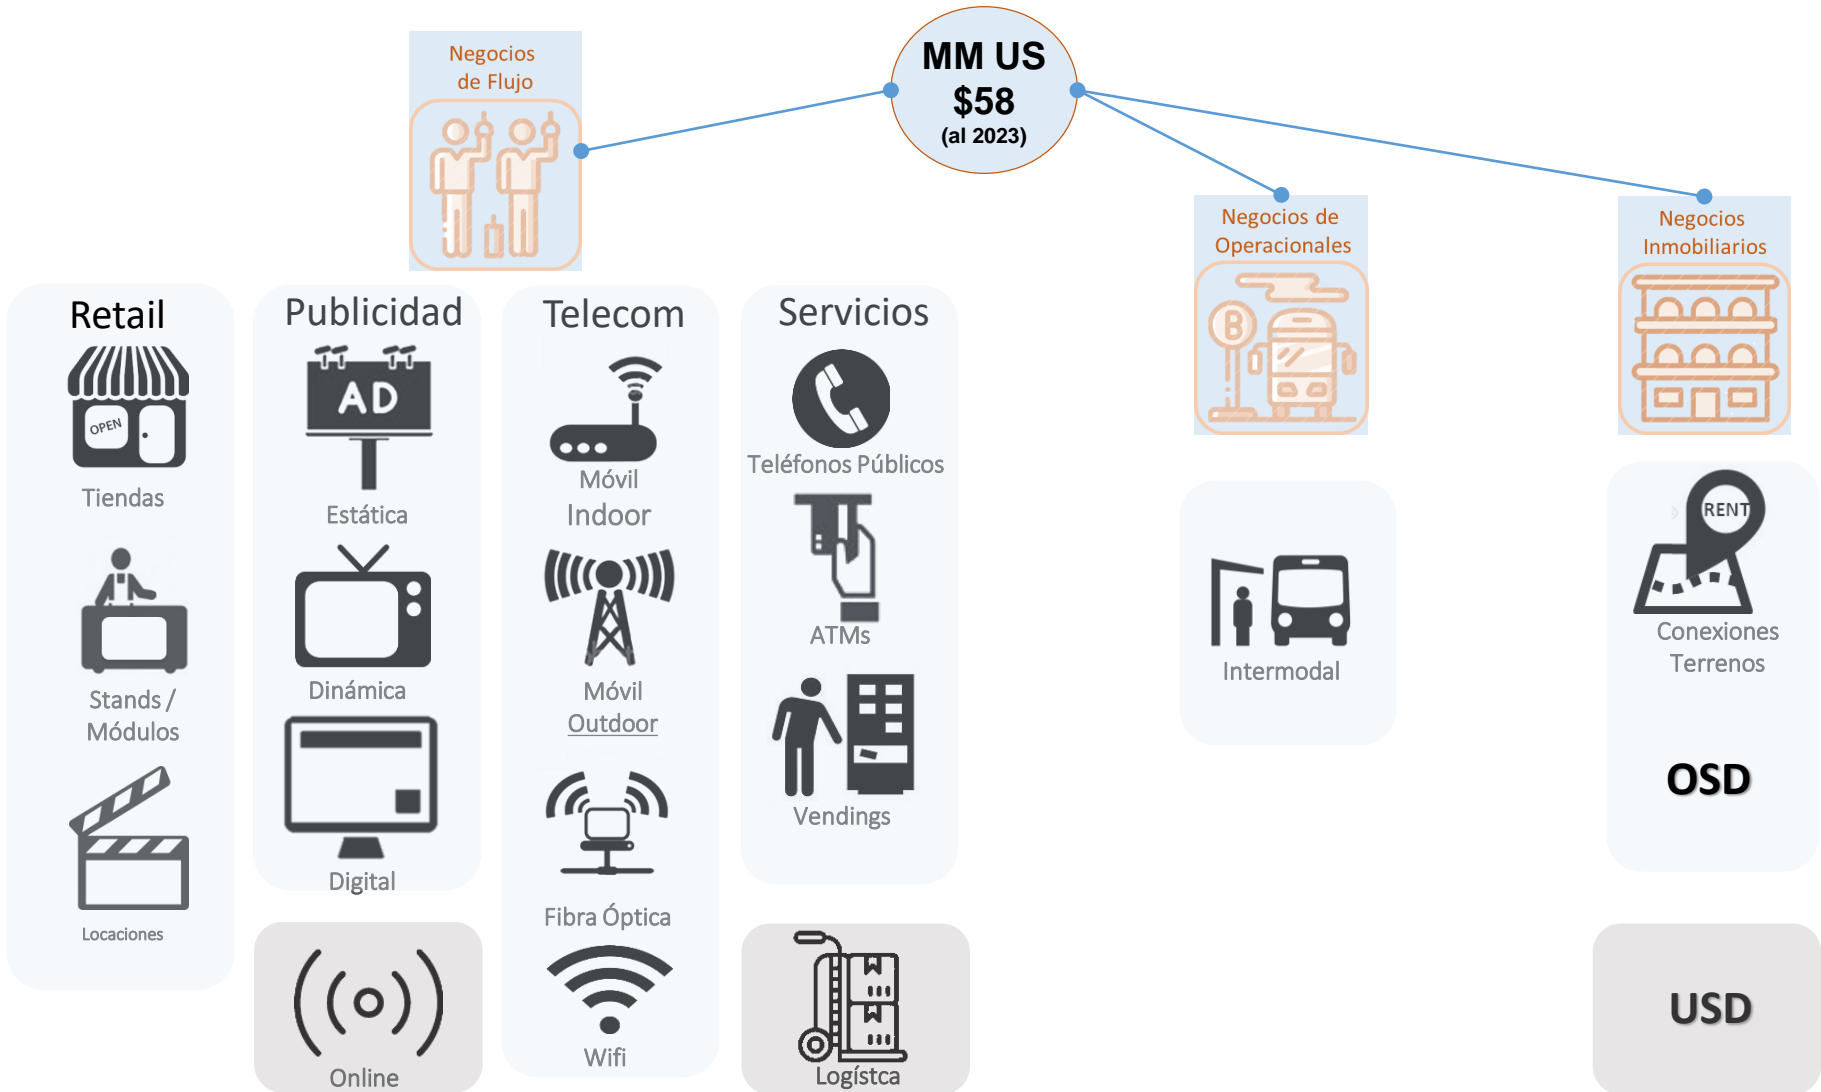 MM US
$58
(al 2023)
Negocios
de Flujo
Negocios de
Operacionales
B
Negocios
Inmobiliarios
Retail
OPEN
Tiendas
Stands /
Módulos
Locaciones
Publicidad
AD
Estática
Dinámica
Digital
Online
Telecom
Móvil
Indoor
Móvil
Outdoor
Fibra Óptica
Wifi
Servicios
Teléfonos Públicos
ATMs
Vendings
Logístca
Intermodal
RENT
Conexiones
Terrenos
OSD
USD